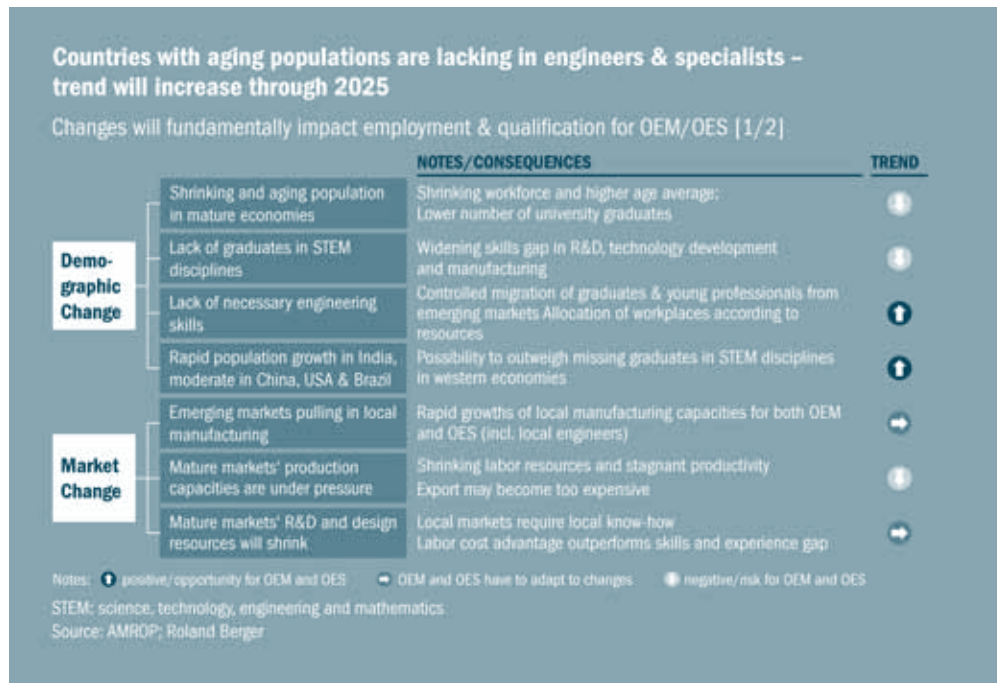 Countries with aging populations are lacking in engineers & specialists –
trend will increase through 2025
Changes will fundamentally impact employment & qualification for OEM/OES [1/2]
NOTES/CONSEQUENCES
TREND
Demo-
graphic
Change
Shrinking and aging population
in mature economies
Shrinking workforce and higher age average;
Lower number of university graduates
Lack of graduates in STEM
disciplines
Widening skills gap in R&D, technology development
and manufacturing
Lack of necessary engineering
skills
Controlled migration of graduates & young professionals from
emerging markets Allocation of workplaces according to
resources
Rapid population growth in India,
moderate in China, USA & Brazil
Possibility to outweigh missing graduates in STEM disciplines
in western economies
Market
Change
Emerging markets pulling in local
manufacturing
Rapid growths of local manufacturing capacities for both OEM
and OES (incl. local engineers)
Mature markets' production
capacities are under pressure
Shrinking labor resources and stagnant productivity
Export may become too expensive
Mature markets' R&D and design
resources will shrink
Local markets require local know-how
Labor cost advantage outperforms skills and experience gap
Notes: positive/opportunity for OEM and OES OEM and OES have to adapt to changes negative/risk for OEM and OES
STEM: science, technology, engineering and mathematics
Source: AMROP; Roland Berger